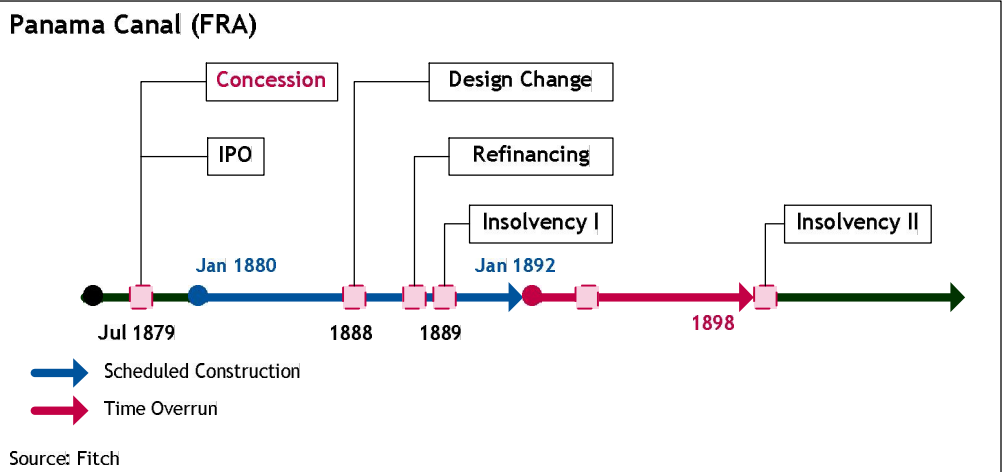 Panama Canal (FRA)
Concession
Design Change
IPO
Refinancing
Insolvency I
Insolvency II
Jan 1880
Jan 1892
Jul 1879
1888
1889
1898
Scheduled Construction
Time Overrun
Source: Fitch